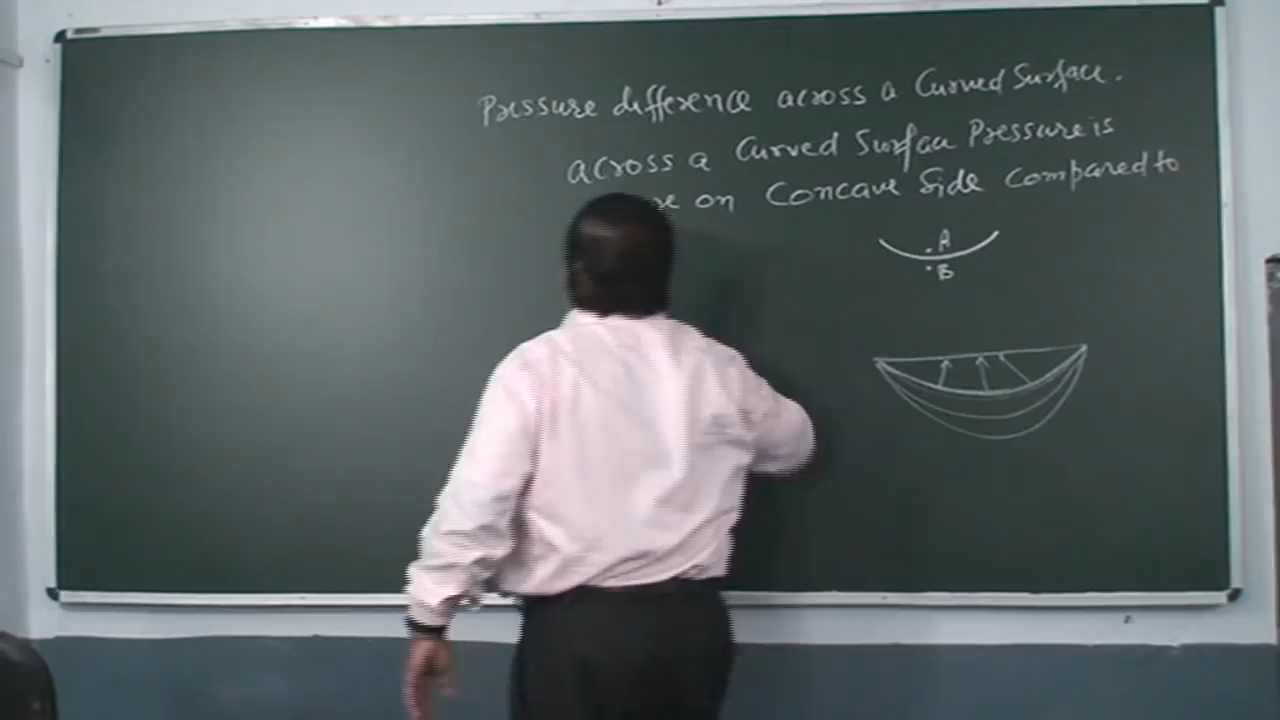 Pressure difference across a Curved Surface.
across a Curved Surface Pressure is
on Concave Side Compared to
A
B